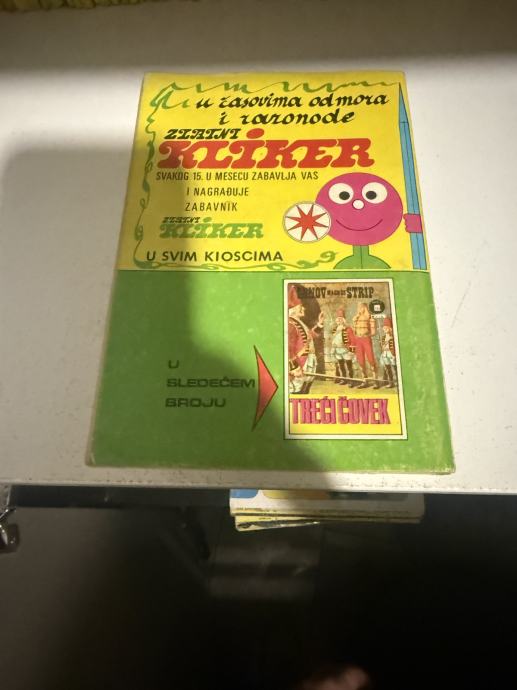 u časovima odmora
i razonode
ZLATNI
KLIKER
SVAKOG 15. U MESECU ZABAVLJA VAS
I NAGRAĐUJE
ZABAVNIK
ZLATNI
KLIKER
U SVIM KIOSCIMA
U
SLEDEĆEM
BROJU
STRIP
TREĆI ČOVEK